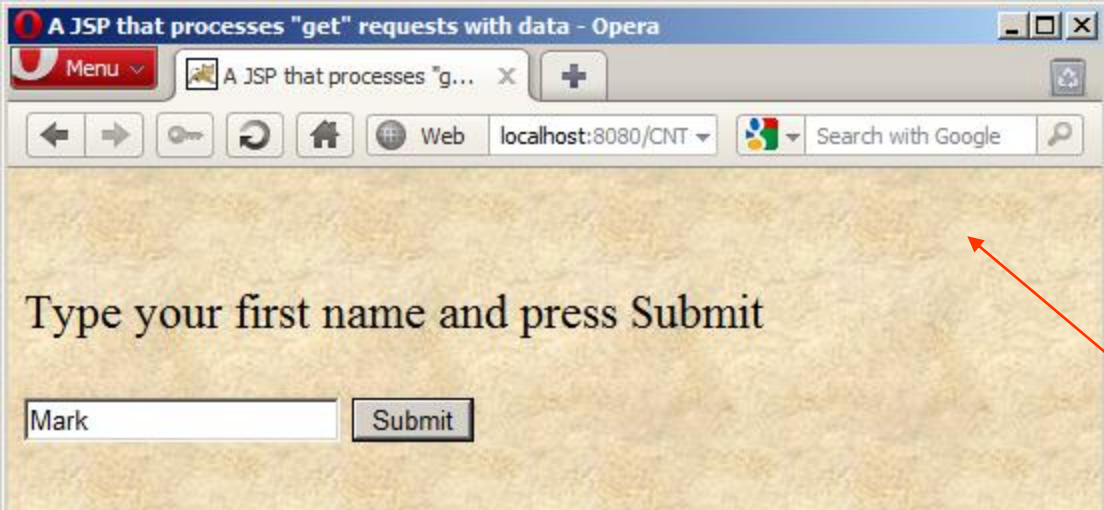 A JSP that processes "get" requests with data - Opera
Menu
A JSP that processes "g...
Web localhost:8080/CNT Search with Google
Type your first name and press Submit
Mark Submit